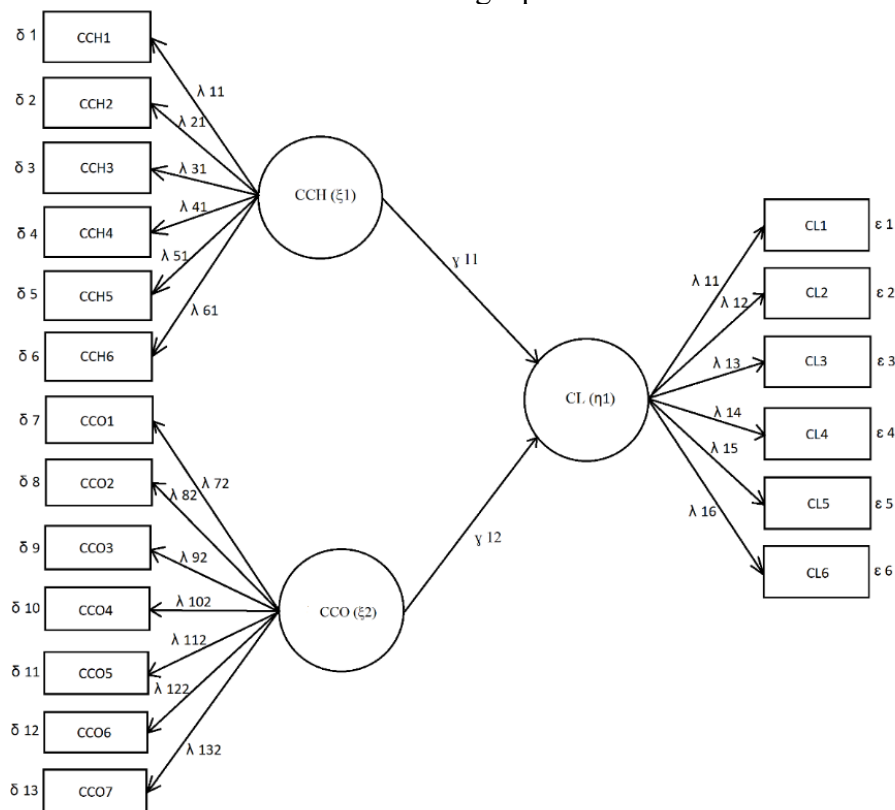 δ 1
CCH1
λ 11
δ 2
CCH2
λ 21
δ 3
CCH3
λ 31
δ 4
CCH4
λ 41
δ 5
CCH5
λ 51
δ 6
CCH6
λ 61
CCH (ξ1)
γ 11
δ 7
CCO1
λ 72
δ 8
CCO2
λ 82
δ 9
CCO3
λ 92
δ 10
CCO4
λ 102
δ 11
CCO5
λ 112
δ 12
CCO6
λ 122
δ 13
CCO7
λ 132
CCO (ξ2)
γ 12
CL (η1)
λ 11
CL1
ε 1
λ 12
CL2
ε 2
λ 13
CL3
ε 3
λ 14
CL4
ε 4
λ 15
CL5
ε 5
λ 16
CL6
ε 6